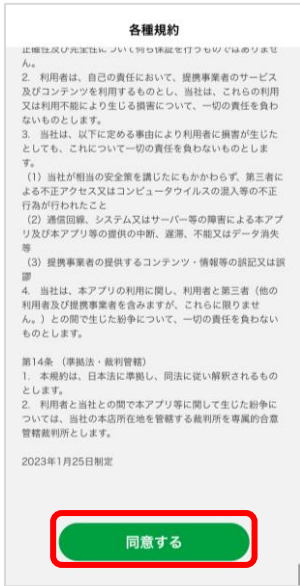 各種規約
正確性及び完全性について何ら保証を行うものではありませ
ん。
2. 利用者は、自己の責任において、提携事業者のサービス
及びコンテンツを利用するものとし、当社は、これらの利用
又は利用不能により生じる損害について、一切の責任を負わ
ないものとします。
3. 当社は、以下に定める事由により利用者に損害が生じた
としても、これについて一切の責任を負わないものとしま
す。
(1)当社が相当の安全策を講じたにもかかわらず、第三者に
よる不正アクセス又はコンピュータウイルスの混入等の不正
行為が行われたこと
(2)通信回線、システム又はサーバー等の障害による本アプ
リ及び本アプリ等の提供の中断、遅滞、不能又はデータ消失
等
(3)提携事業者の提供するコンテンツ・情報等の誤記又は誤
謬
4. 当社は、本アプリの利用に関し、利用者と第三者(他の
利用者及び提携事業者を含みますが、これらに限りませ
ん。)との間で生じた紛争について、一切の責任を負わない
ものとします。
第14条 (準拠法・裁判管轄)
1. 本規約は、日本法に準拠し、同法に従い解釈されるもの
とします。
2. 利用者と当社との間で本アプリ等に関して生じた紛争に
ついては、当社の本店所在地を管轄する裁判所を専属的合意
管轄裁判所とします。
2023年1月25日制定
同意する